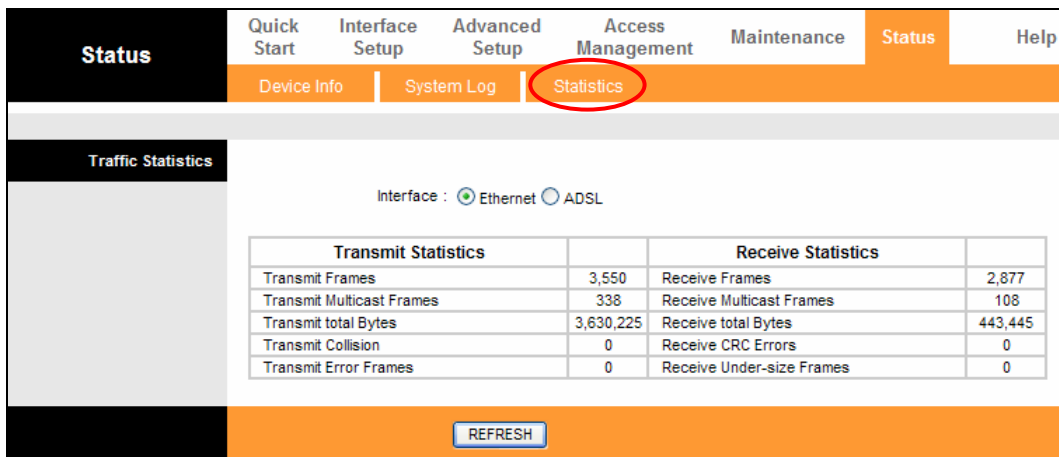 Status
Quick Start
Interface Setup
Advanced Setup
Access Management
Maintenance
Status
Help
Device Info
System Log
Statistics
Traffic Statistics
Interface : Ethernet ADSL
Transmit Statistics Receive Statistics
Transmit Frames 3,550 Receive Frames 2,877
Transmit Multicast Frames 338 Receive Multicast Frames 108
Transmit total Bytes 3,630,225 Receive total Bytes 443,445
Transmit Collision 0 Receive CRC Errors 0
Transmit Error Frames 0 Receive Under-size Frames 0
REFRESH